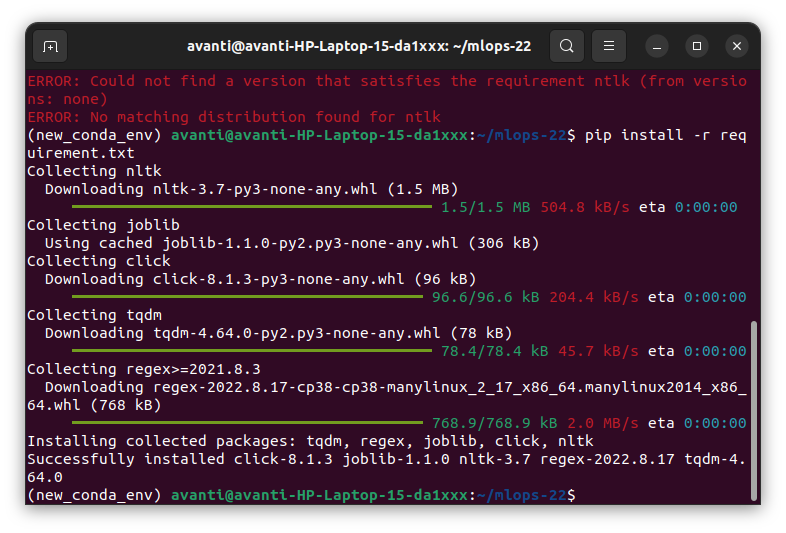 avanti@avanti-HP-Laptop-15-da1xxx: ~/mlops-22
ERROR: Could not find a version that satisfies the requirement ntlk (from versio
ns: none)
ERROR: No matching distribution found for ntlk
(new_conda_env) avanti@avanti-HP-Laptop-15-da1xxx:~/mlops-22$ pip install -r req
uirement.txt
Collecting nltk
  Downloading nltk-3.7-py3-none-any.whl (1.5 MB)
1.5/1.5 MB 504.8 kB/s eta 0:00:00
Collecting joblib
  Using cached joblib-1.1.0-py2.py3-none-any.whl (306 kB)
Collecting click
  Downloading click-8.1.3-py3-none-any.whl (96 kB)
96.6/96.6 kB 204.4 kB/s eta 0:00:00
Collecting tqdm
  Downloading tqdm-4.64.0-py2.py3-none-any.whl (78 kB)
78.4/78.4 kB 45.7 kB/s eta 0:00:00
Collecting regex>=2021.8.3
  Downloading regex-2022.8.17-cp38-cp38-manylinux_2_17_x86_64.manylinux2014_x86_
64.whl (768 kB)
768.9/768.9 kB 2.0 MB/s eta 0:00:00
Installing collected packages: tqdm, regex, joblib, click, nltk
Successfully installed click-8.1.3 joblib-1.1.0 nltk-3.7 regex-2022.8.17 tqdm-4.
64.0
(new_conda_env) avanti@avanti-HP-Laptop-15-da1xxx:~/mlops-22$